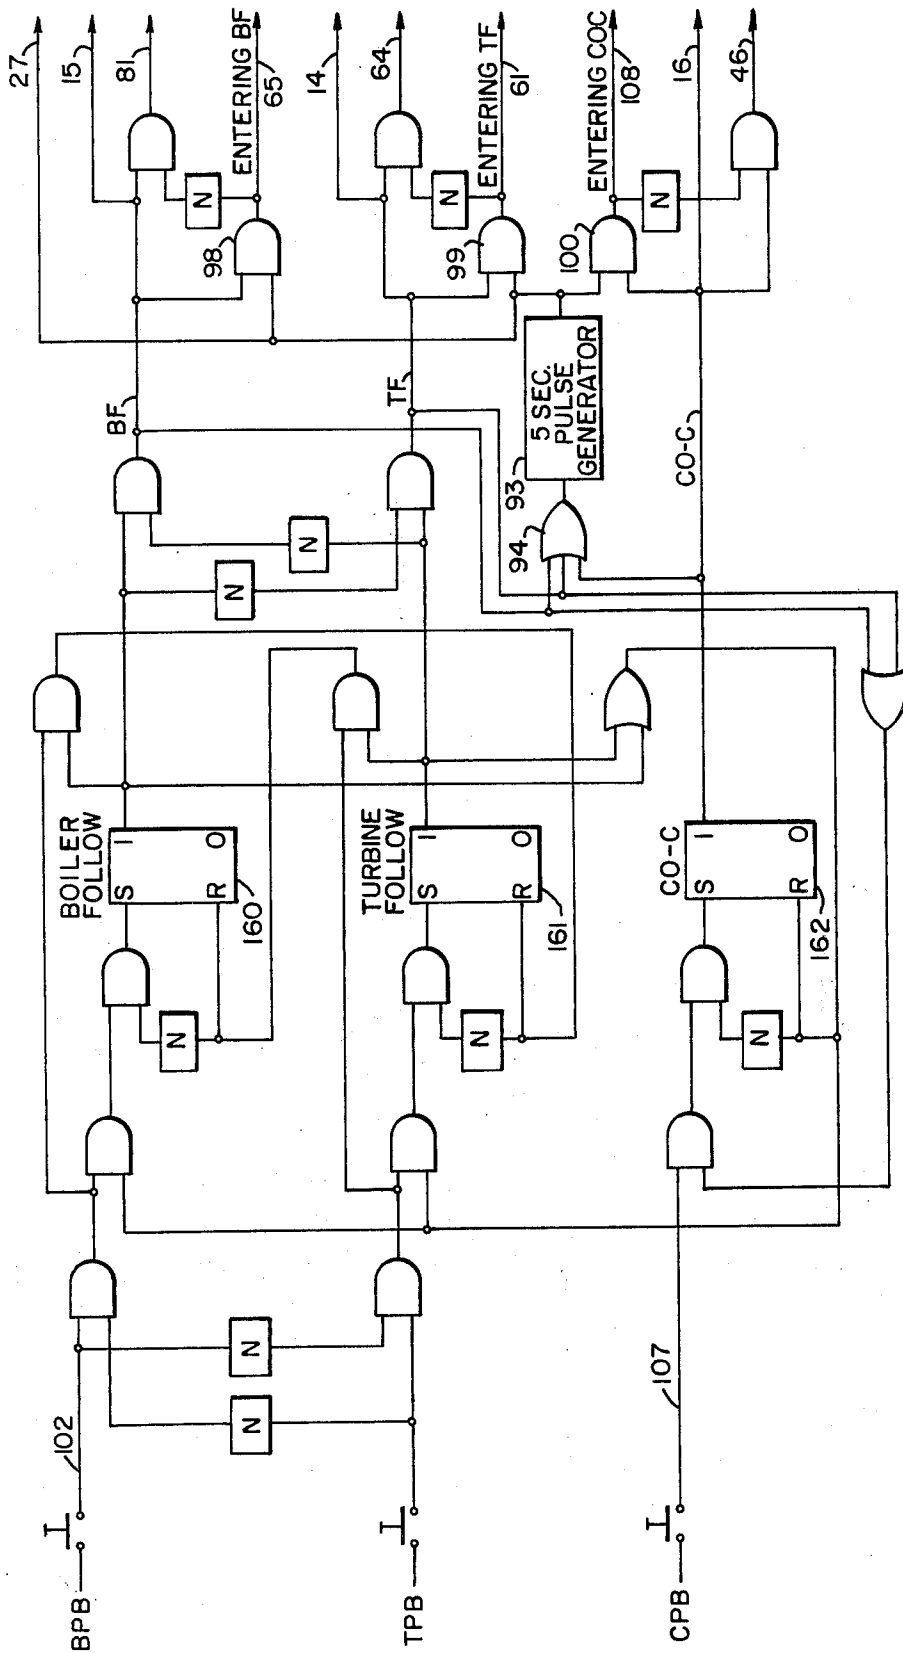 BPB
102
TPB
CPB
107
N
N
BOILER
FOLLOW
S
I
R
O
160
N
TURBINE
FOLLOW
S
I
R
O
161
N
CO-C
S
I
R
O
162
N
N
N
BF
TF
CO-C
94
93
5 SEC.
PULSE
GENERATOR
98
99
100
N
N
N
27
15
81
ENTERING BF
65
14
64
ENTERING TF
61
ENTERING COC
108
16
46